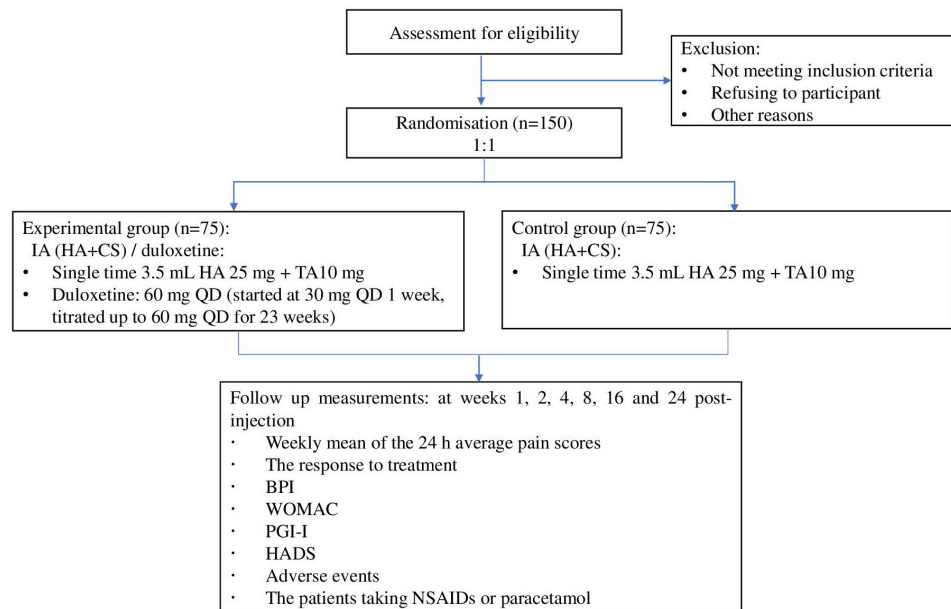 Assessment for eligibility
Exclusion:
• Not meeting inclusion criteria
• Refusing to participant
• Other reasons
Randomisation (n=150)
1:1
Experimental group (n=75):
IA (HA+CS) / duloxetine:
• Single time 3.5 mL HA 25 mg + TA10 mg
• Duloxetine: 60 mg QD (started at 30 mg QD 1 week,
titrated up to 60 mg QD for 23 weeks)
Control group (n=75):
IA (HA+CS):
• Single time 3.5 mL HA 25 mg + TA10 mg
Follow up measurements: at weeks 1, 2, 4, 8, 16 and 24 post-
injection
· Weekly mean of the 24 h average pain scores
· The response to treatment
· BPI
· WOMAC
· PGI-I
· HADS
· Adverse events
· The patients taking NSAIDs or paracetamol